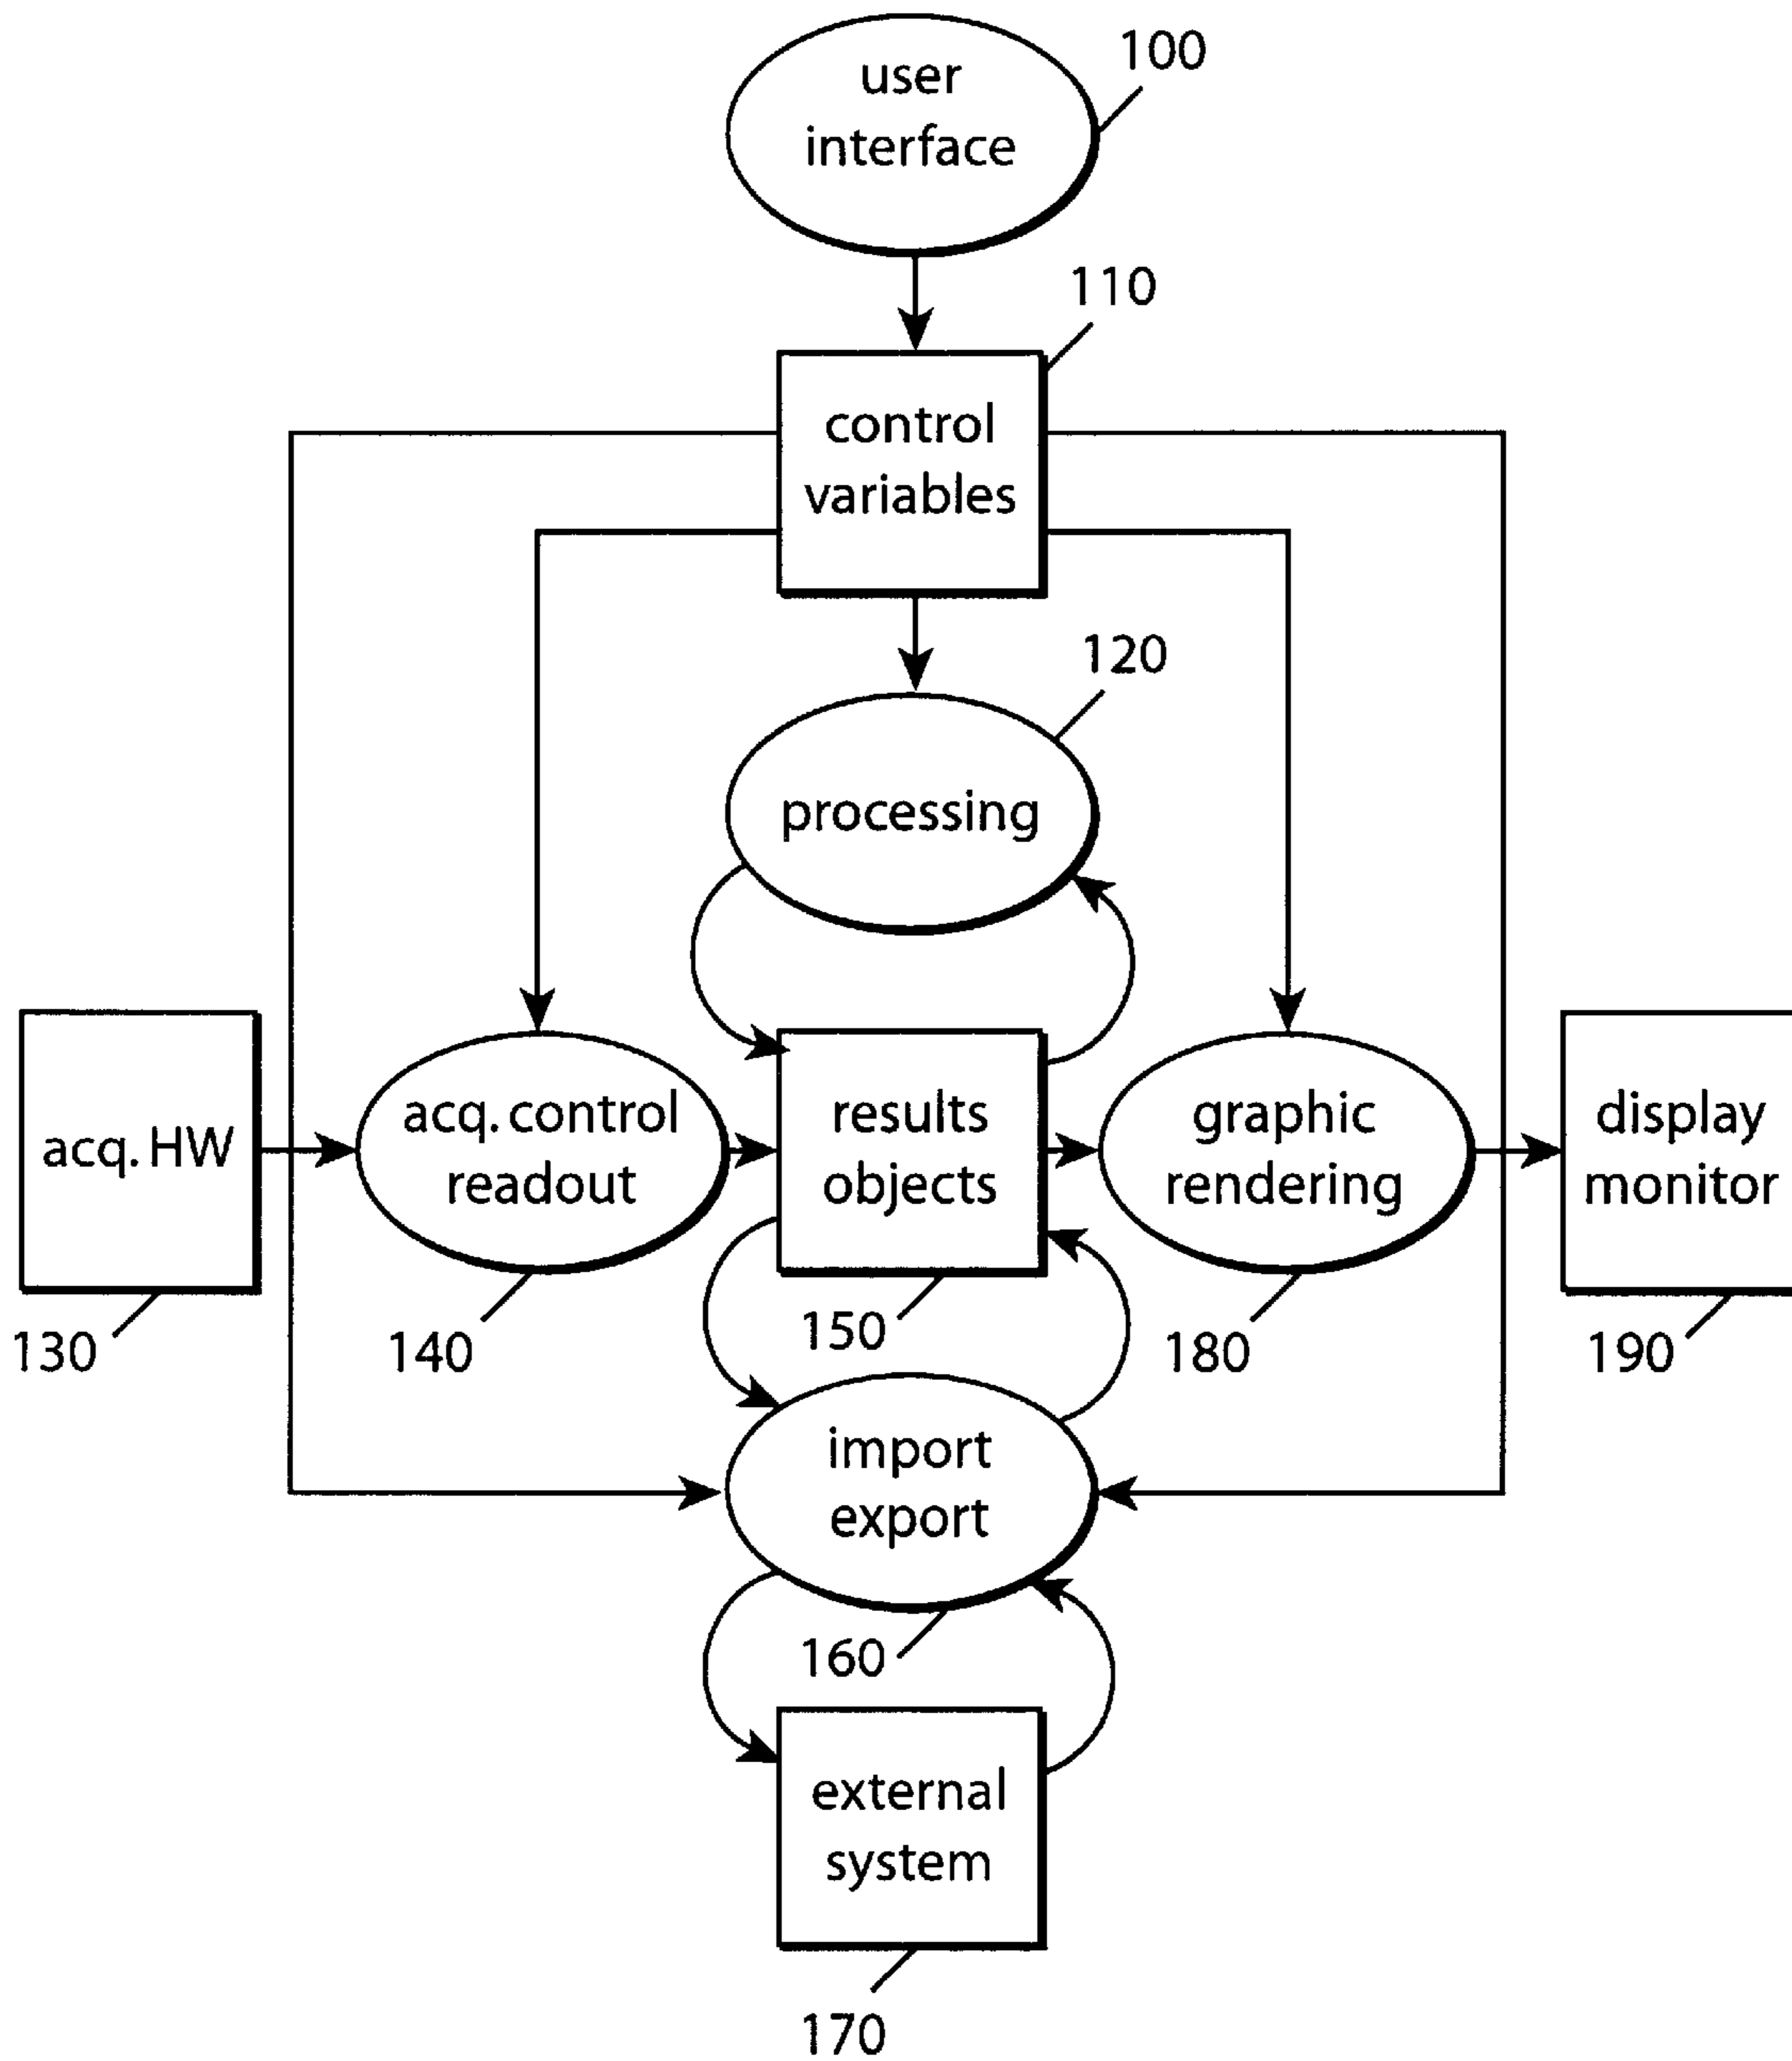 100
user
interface
110
control
variables
120
processing
acq. HW
acq. control
readout
results
objects
graphic
rendering
display
monitor
130
140
150
180
190
import
export
160
external
system
170